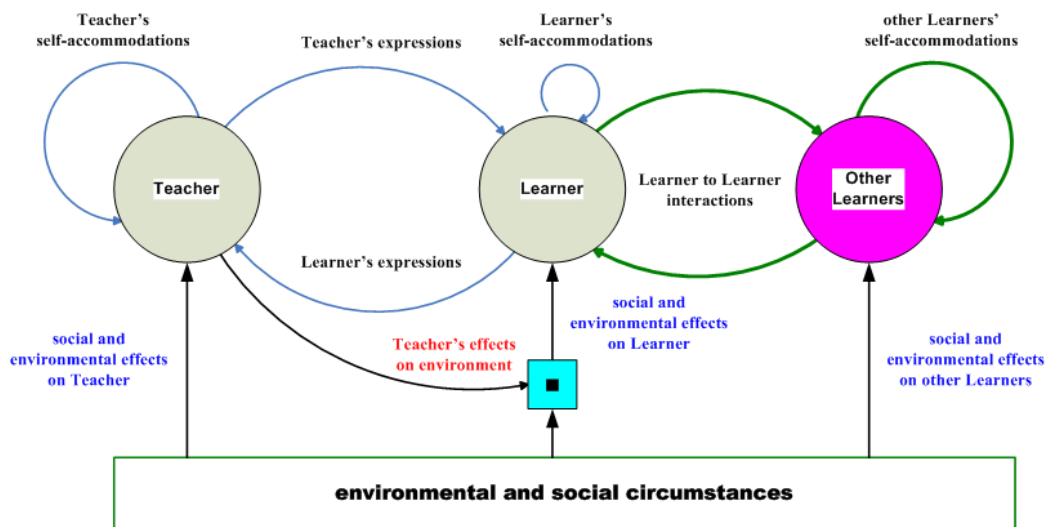 Teacher's
self-accommodations
Teacher's expressions
Learner's
self-accommodations
other Learners'
self-accommodations
Teacher
Learner
Other
Learners
Learner to Learner
interactions
Learner's expressions
social and
environmental effects
on Teacher
Teacher's effects
on environment
social and
environmental effects
on Learner
social and
environmental effects
on other Learners
environmental and social circumstances